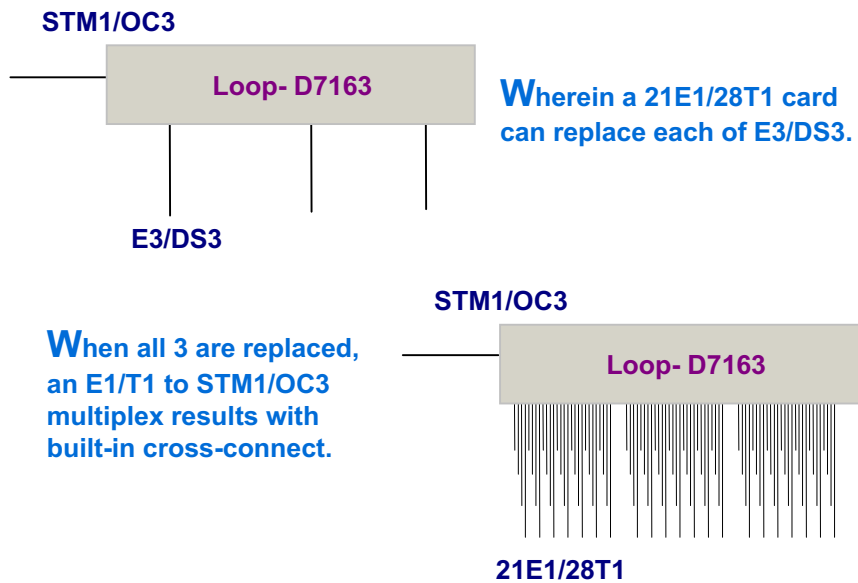 STM1/OC3
Loop- D7163
Wherein a 21E1/28T1 card
can replace each of E3/DS3.
E3/DS3
STM1/OC3
When all 3 are replaced,
an E1/T1 to STM1/OC3
multiplex results with
built-in cross-connect.
Loop- D7163
21E1/28T1